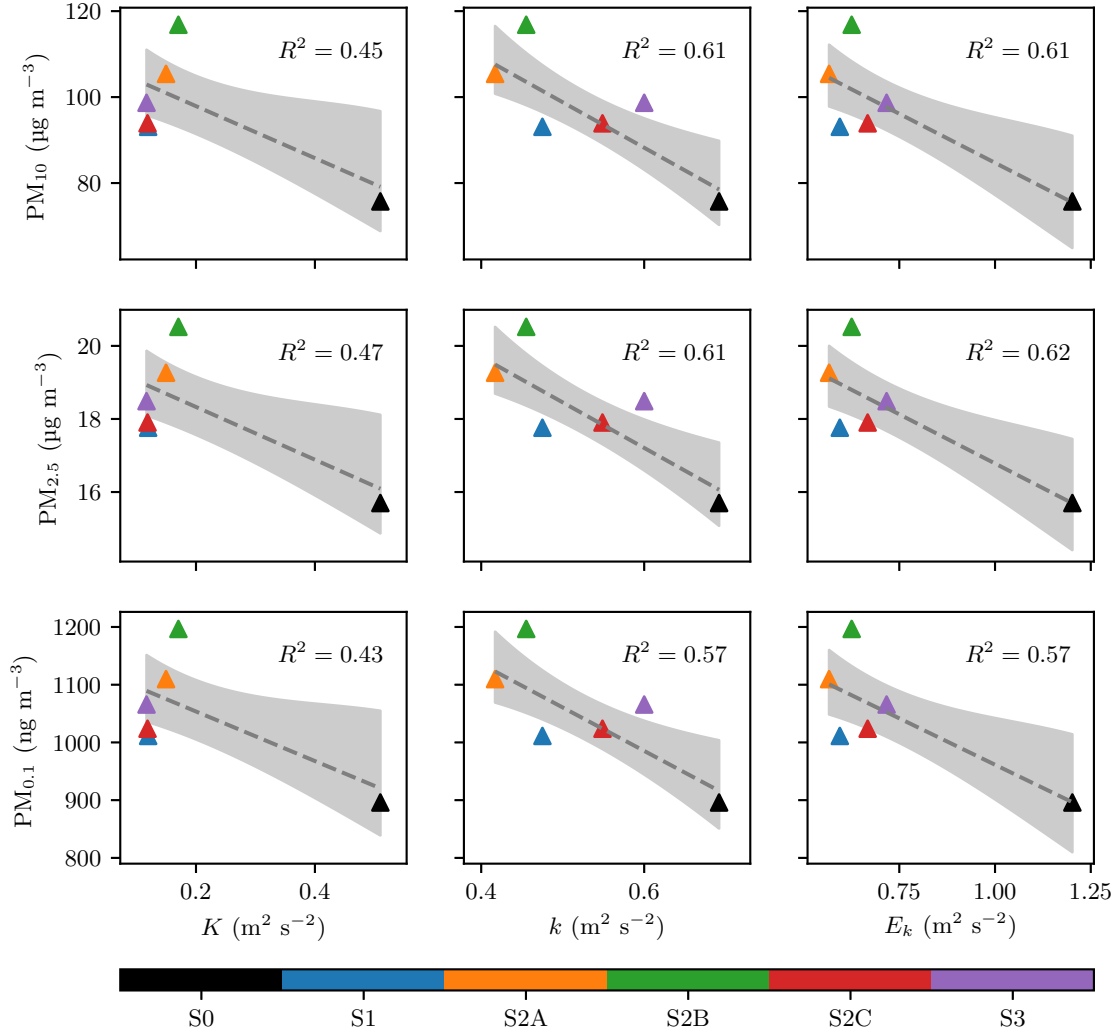 120
100
80
PM₁₀ (µg m⁻³)
R² = 0.45
R² = 0.61
R² = 0.61
20
18
16
PM₂.₅ (µg m⁻³)
R² = 0.47
R² = 0.61
R² = 0.62
1200
1100
1000
900
800
PM₀.₁ (ng m⁻³)
R² = 0.43
R² = 0.57
R² = 0.57
0.2 0.4 0.4 0.6 0.75 1.00 1.25
K (m² s⁻²) k (m² s⁻²) Eₖ (m² s⁻²)
S0 S1 S2A S2B S2C S3